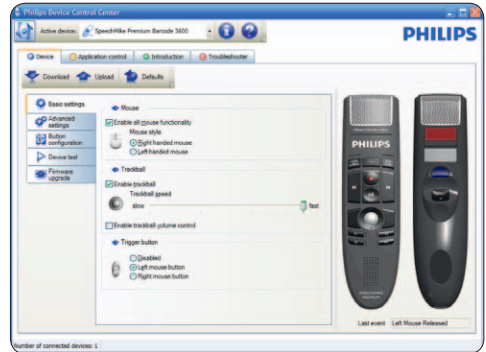 Philips Device Control Center
Active device: SpeechMike Premium Barcode 3600
PHILIPS
Device Application control Introduction Troubleshooter
Download Upload Defaults
Basic settings
Advanced settings
Button configuration
Device test
Firmware upgrade
Mouse
Enable all mouse functionality
Mouse style
Right handed mouse
Left handed mouse
Trackball
Enable trackball
Trackball speed
slow fast
Enable trackball volume control
Trigger button
Disabled
Left mouse button
Right mouse button
PHILIPS
Last event Left Mouse Released
Number of connected devices: 1